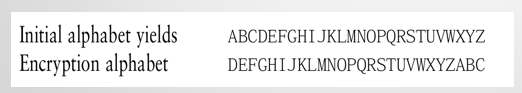 Initial alphabet yields ABCDEFGHIJKLMNOPQRSTUVWXYZ
Encryption alphabet DEFGHIJKLMNOPQRSTUVWXYZABC